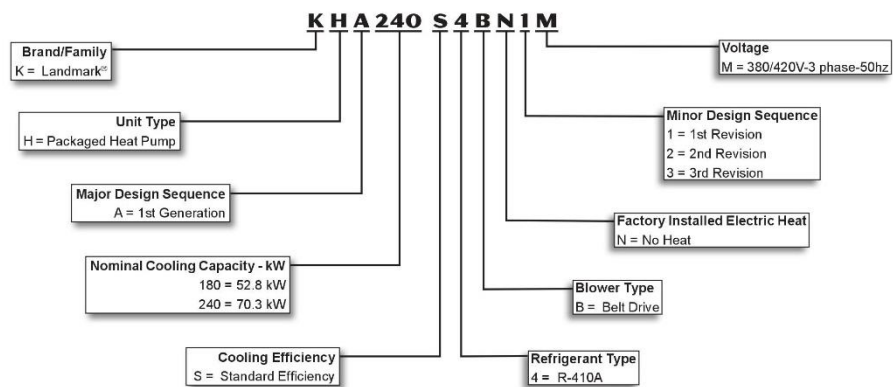 K H A 240 S 4 B N 1 M
Brand/Family
K = Landmark®
Voltage
M = 380/420V-3 phase-50hz
Unit Type
H = Packaged Heat Pump
Minor Design Sequence
1 = 1st Revision
2 = 2nd Revision
3 = 3rd Revision
Major Design Sequence
A = 1st Generation
Factory Installed Electric Heat
N = No Heat
Nominal Cooling Capacity - kW
180 = 52.8 kW
240 = 70.3 kW
Blower Type
B = Belt Drive
Cooling Efficiency
S = Standard Efficiency
Refrigerant Type
4 = R-410A